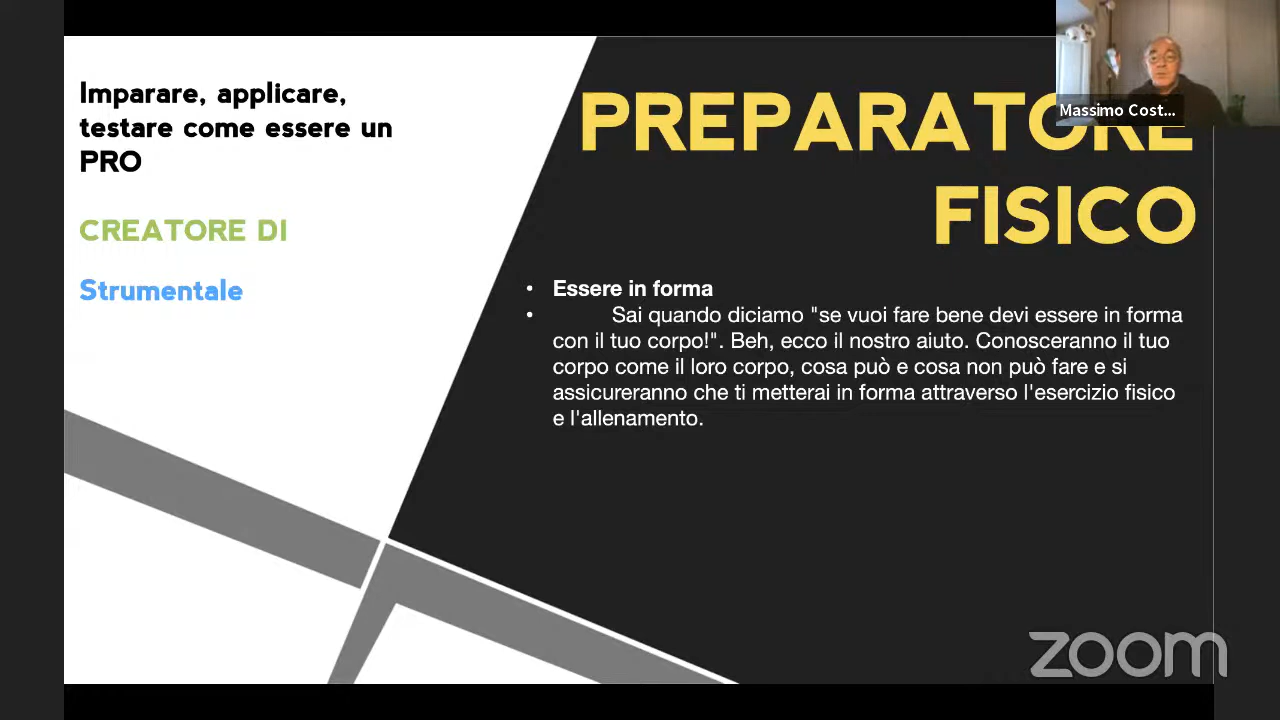 Imparare, applicare,
testare come essere un
PRO
CREATORE DI
Strumentale
PREPARATORE
FISICO
• Essere in forma
• Sai quando diciamo "se vuoi fare bene devi essere in forma
con il tuo corpo!". Beh, ecco il nostro aiuto. Conosceranno il tuo
corpo come il loro corpo, cosa può e cosa non può fare e si
assicureranno che ti metterai in forma attraverso l'esercizio fisico
e l'allenamento.
Massimo Cost...
zoom